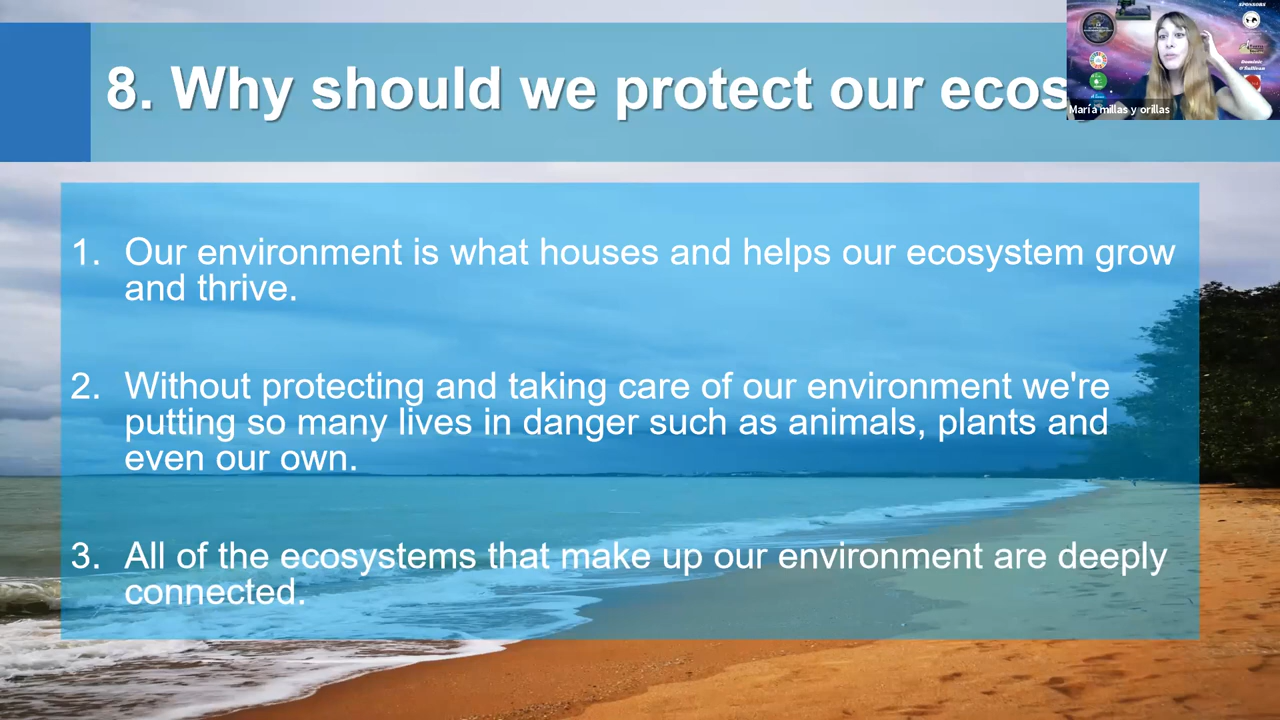 8. Why should we protect our ecos
SPONSORS
Dominic
O'Sullivan
María millas y orillas
1. Our environment is what houses and helps our ecosystem grow
and thrive.
2. Without protecting and taking care of our environment we're
putting so many lives in danger such as animals, plants and
even our own.
3. All of the ecosystems that make up our environment are deeply
connected.